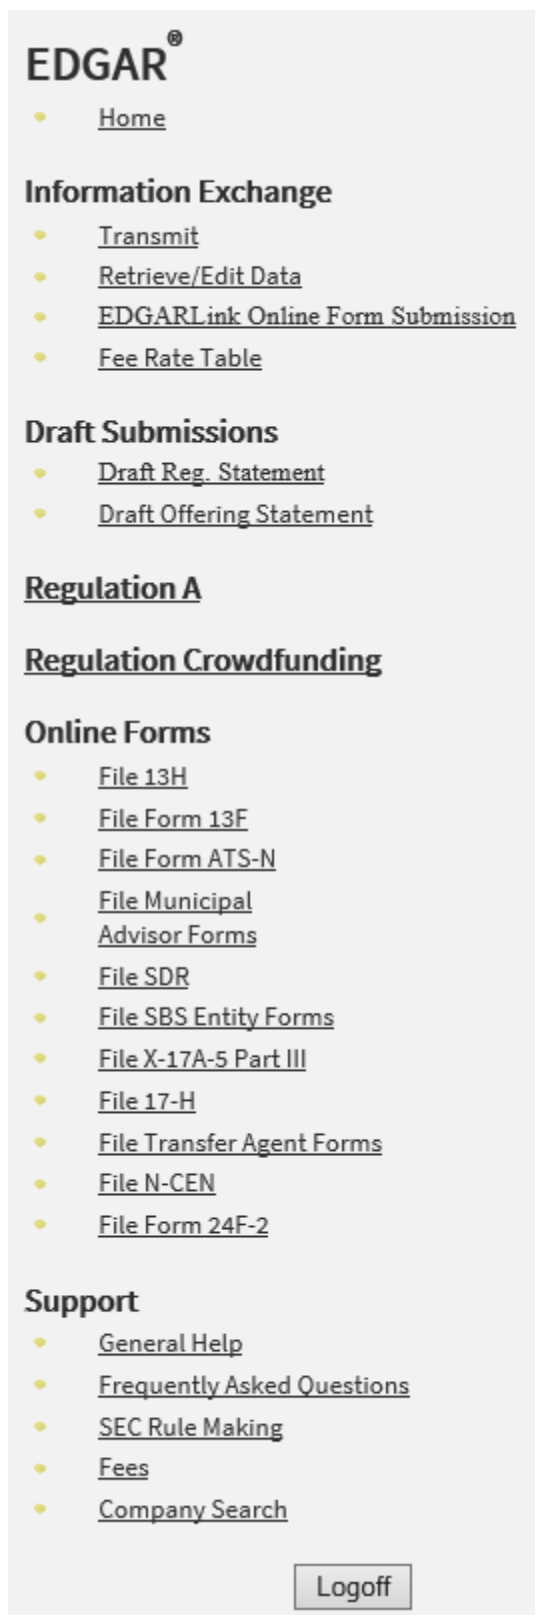 EDGAR®
Home
Information Exchange
Transmit
Retrieve/Edit Data
EDGARLink Online Form Submission
Fee Rate Table
Draft Submissions
Draft Reg. Statement
Draft Offering Statement
Regulation A
Regulation Crowdfunding
Online Forms
File 13H
File Form 13F
File Form ATS-N
File Municipal
Advisor Forms
File SDR
File SBS Entity Forms
File X-17A-5 Part III
File 17-H
File Transfer Agent Forms
File N-CEN
File Form 24F-2
Support
General Help
Frequently Asked Questions
SEC Rule Making
Fees
Company Search
Logoff